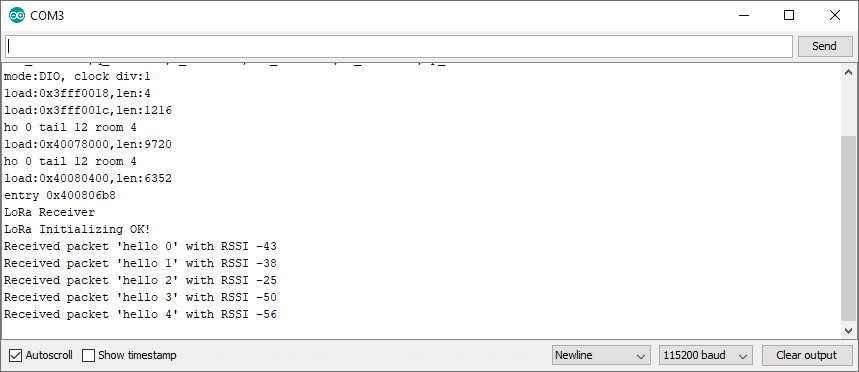 COM3
Send
mode:DIO, clock div:1
load:0x3fff0018,len:4
load:0x3fff001c,len:1216
ho 0 tail 12 room 4
load:0x40078000,len:9720
ho 0 tail 12 room 4
load:0x40080400,len:6352
entry 0x400806b8
LoRa Receiver
LoRa Initializing OK!
Received packet 'hello 0' with RSSI -43
Received packet 'hello 1' with RSSI -38
Received packet 'hello 2' with RSSI -25
Received packet 'hello 3' with RSSI -50
Received packet 'hello 4' with RSSI -56
Autoscroll Show timestamp Newline 115200 baud Clear output